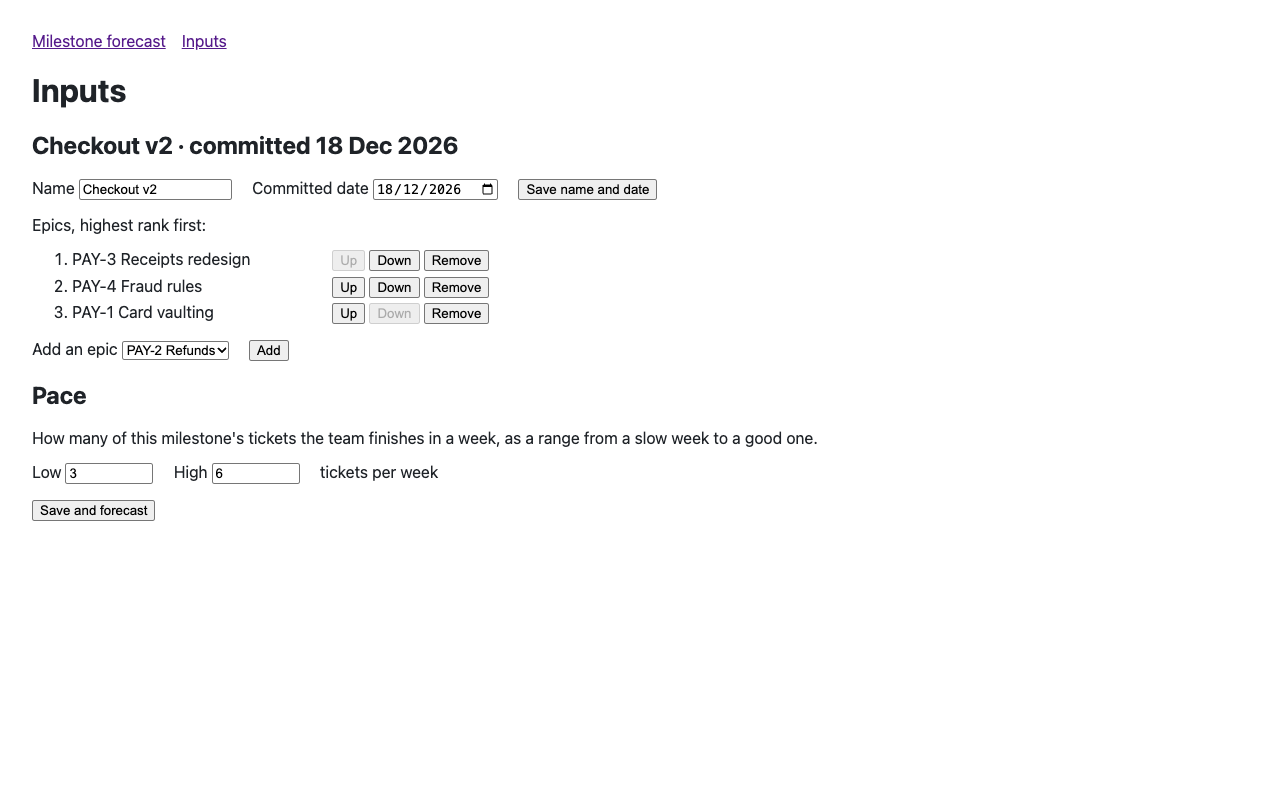 Milestone forecast Inputs
Inputs
Checkout v2 · committed 18 Dec 2026
Name Checkout v2 Committed date 18/12/2026 Save name and date
Epics, highest rank first:
1. PAY-3 Receipts redesign Up Down Remove
2. PAY-4 Fraud rules Up Down Remove
3. PAY-1 Card vaulting Up Down Remove
Add an epic PAY-2 Refunds Add
Pace
How many of this milestone's tickets the team finishes in a week, as a range from a slow week to a good one.
Low 3 High 6 tickets per week
Save and forecast